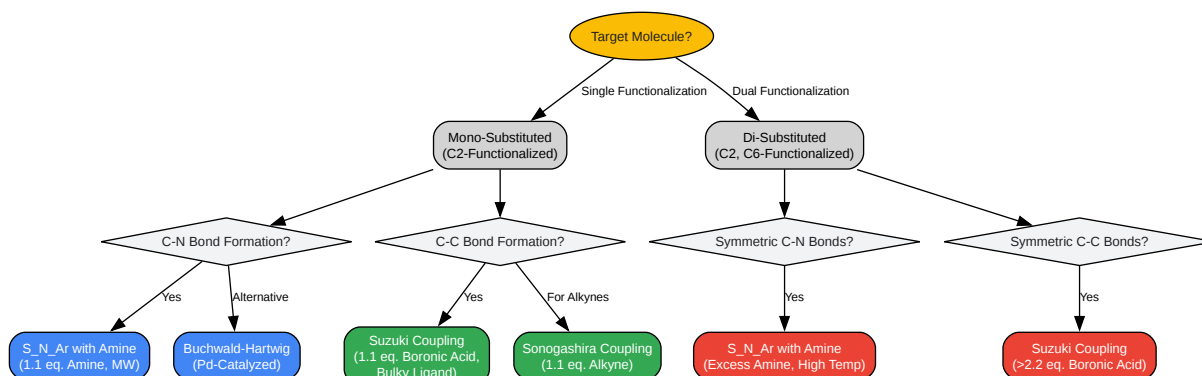 Target Molecule?
Single Functionalization
Dual Functionalization
Mono-Substituted
(C2-Functionalized)
Di-Substituted
(C2, C6-Functionalized)
C-N Bond Formation?
C-C Bond Formation?
Symmetric C-N Bonds?
Symmetric C-C Bonds?
Yes
Alternative
Yes
For Alkynes
Yes
Yes
S_N_Ar with Amine
(1.1 eq. Amine, MW)
Buchwald-Hartwig
(Pd-Catalyzed)
Suzuki Coupling
(1.1 eq. Boronic Acid,
Bulky Ligand)
Sonogashira Coupling
(1.1 eq. Alkyne)
S_N_Ar with Amine
(Excess Amine, High Temp)
Suzuki Coupling
(>2.2 eq. Boronic Acid)